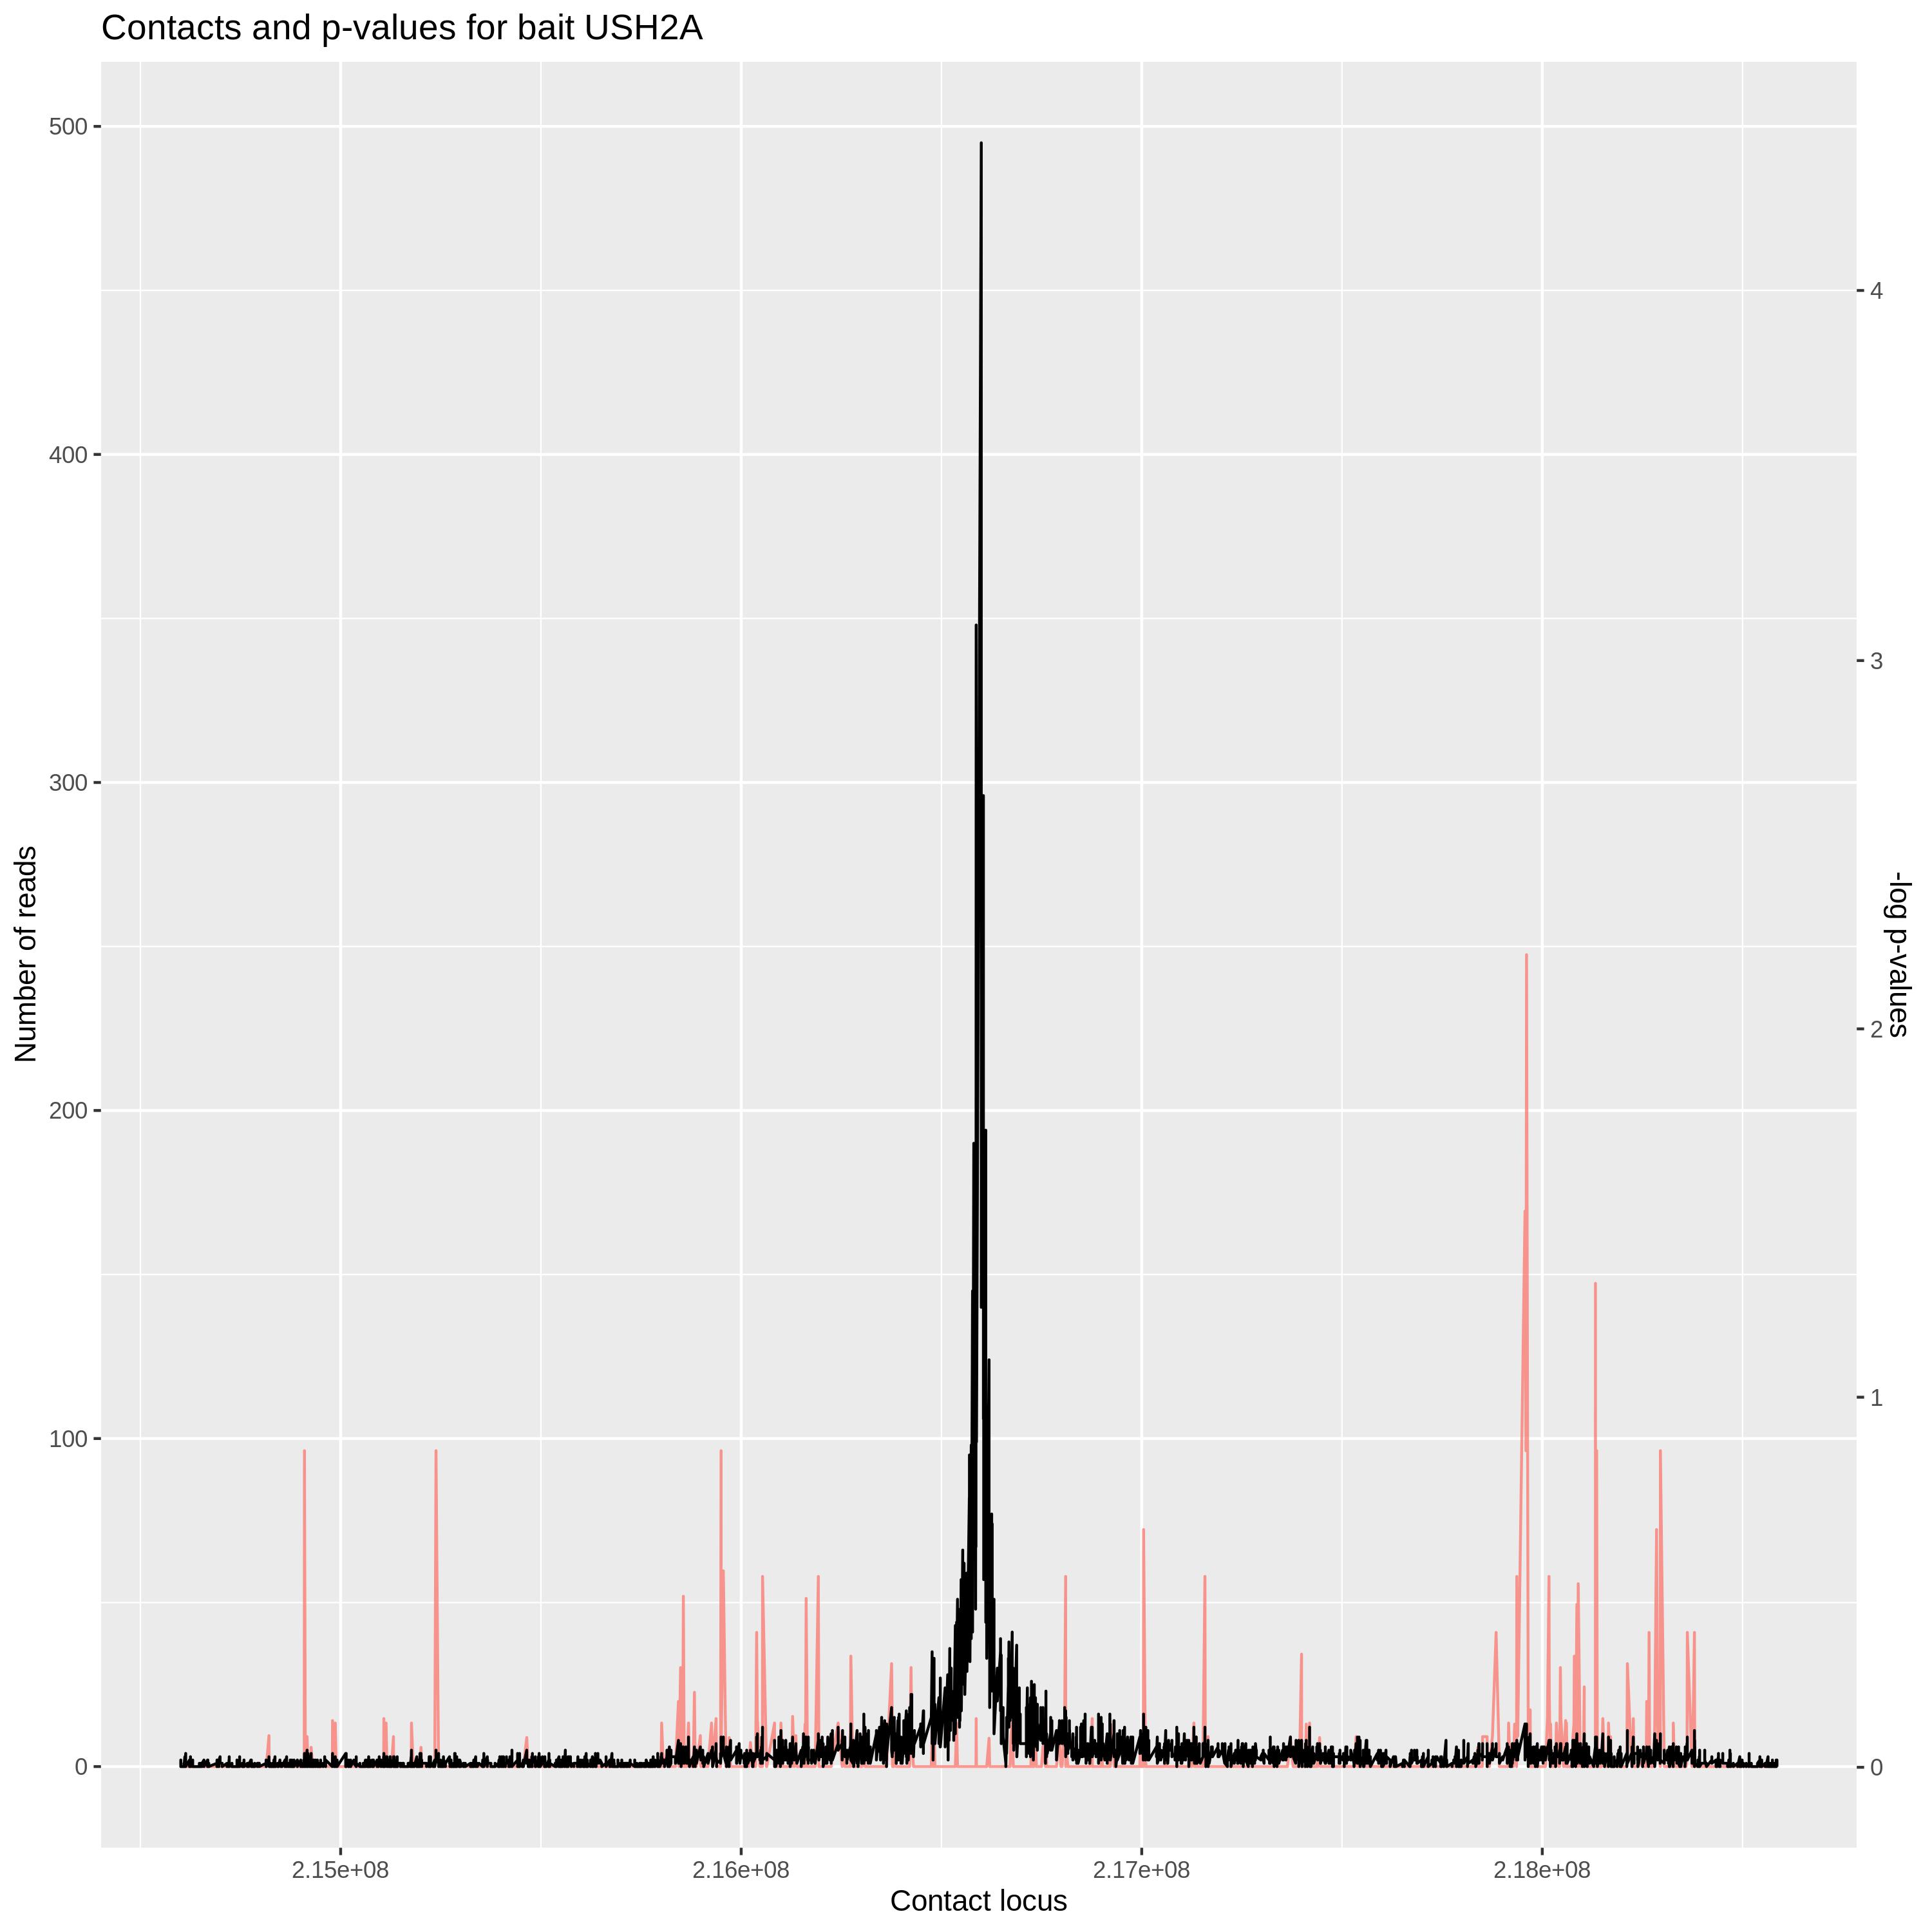 Contacts and p-values for bait USH2A
500
400
300
200
100
0
Number of reads
4
3
2
1
0
-log p-values
2.15e+08
2.16e+08
2.17e+08
2.18e+08
Contact locus